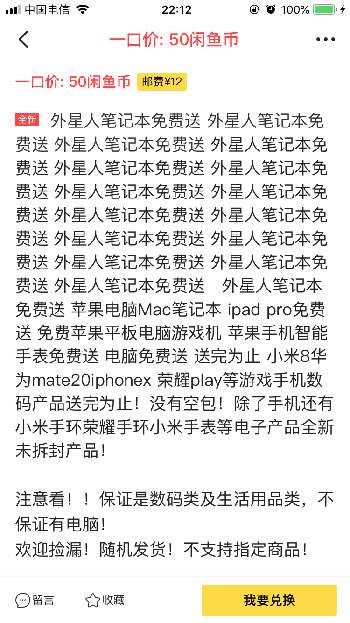 中国电信 22:12 100%
一口价: 50闲鱼币
一口价: 50闲鱼币 邮费¥12
全新 外星人笔记本免费送 外星人笔记本免
费送 外星人笔记本免费送 外星人笔记本免
费送 外星人笔记本免费送 外星人笔记本免
费送 外星人笔记本免费送 外星人笔记本免
费送 外星人笔记本免费送 外星人笔记本免
费送 外星人笔记本免费送 外星人笔记本免
费送 外星人笔记本免费送 外星人笔记本免
费送 外星人笔记本免费送 外星人笔记本
免费送 苹果电脑Mac笔记本 ipad pro免费
送 免费苹果平板电脑游戏机 苹果手机智能
手表免费送 电脑免费送 送完为止 小米8华
为mate20iphonex 荣耀play等游戏手机数
码产品送完为止！没有空包！除了手机还有
小米手环荣耀手环小米手表等电子产品全新
未拆封产品！
注意看！！保证是数码类及生活用品类，不
保证有电脑！
欢迎捡漏！随机发货！不支持指定商品！
留言 收藏 我要兑换